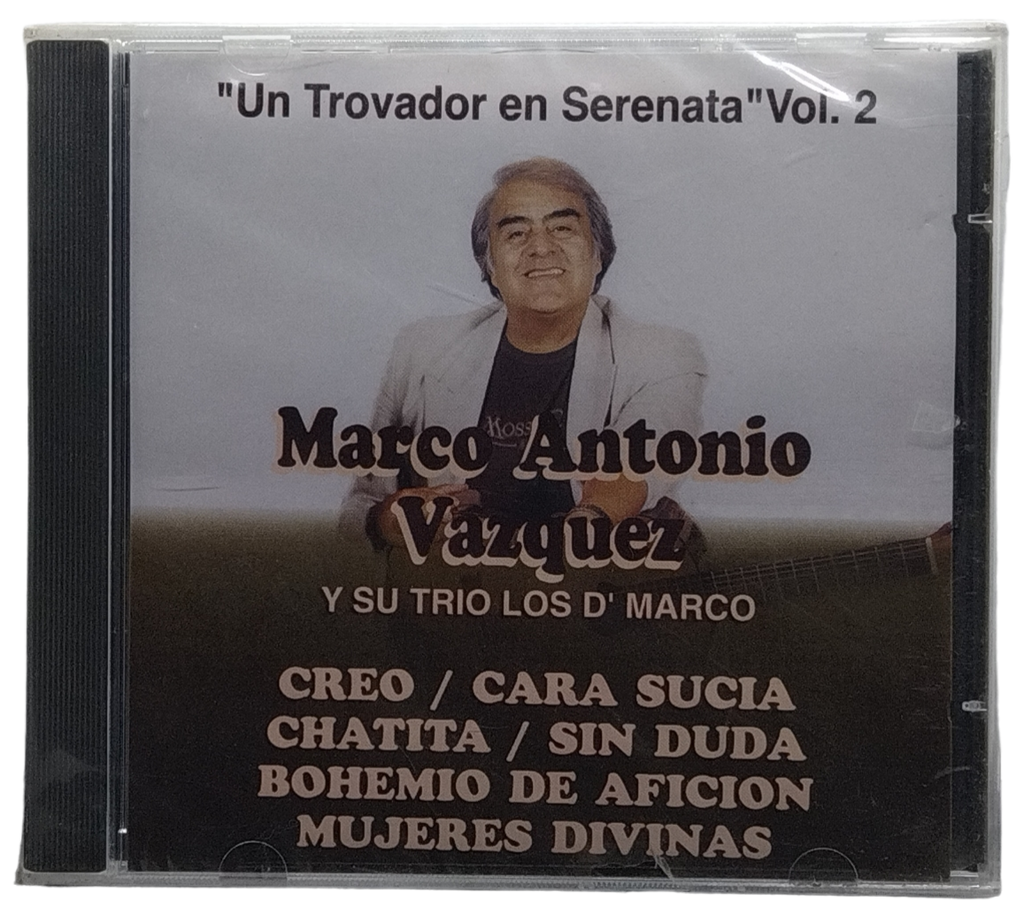 "Un Trovador en Serenata" Vol. 2
Marco Antonio
Vazquez
Y SU TRIO LOS D' MARCO
CREO / CARA SUCIA
CHATITA / SIN DUDA
BOHEMIO DE AFICION
MUJERES DIVINAS